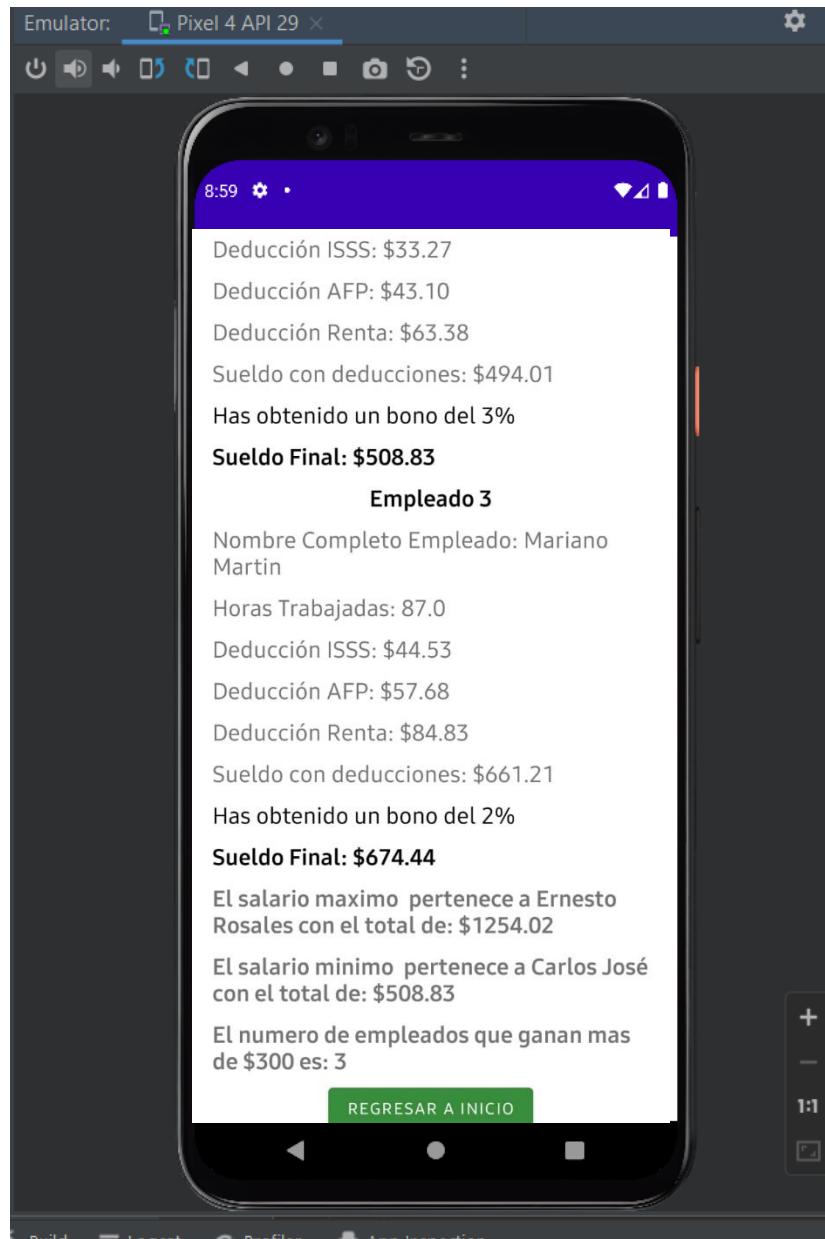 Emulator: Pixel 4 API 29
8:59
Deducción ISSS: $33.27
Deducción AFP: $43.10
Deducción Renta: $63.38
Sueldo con deducciones: $494.01
Has obtenido un bono del 3%
Sueldo Final: $508.83
Empleado 3
Nombre Completo Empleado: Mariano
Martin
Horas Trabajadas: 87.0
Deducción ISSS: $44.53
Deducción AFP: $57.68
Deducción Renta: $84.83
Sueldo con deducciones: $661.21
Has obtenido un bono del 2%
Sueldo Final: $674.44
El salario maximo  pertenece a Ernesto
Rosales con el total de: $1254.02
El salario minimo  pertenece a Carlos José
con el total de: $508.83
El numero de empleados que ganan mas
de $300 es: 3
REGRESAR A INICIO
1:1
Build Logcat Profiler App Inspection